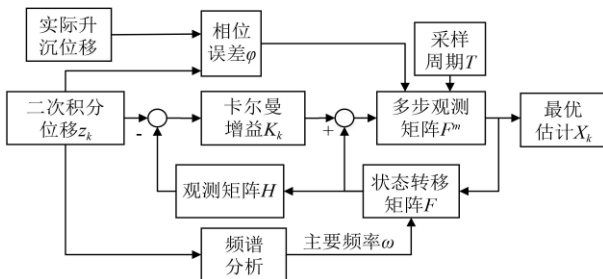 实际升
沉位移
相位
误差φ
采样
周期T
二次积分
位移zk
-
卡尔曼
增益Kk
+
多步观测
矩阵Fm
最优
估计Xk
观测矩阵H
状态转移
矩阵F
频谱
分析
主要频率ω